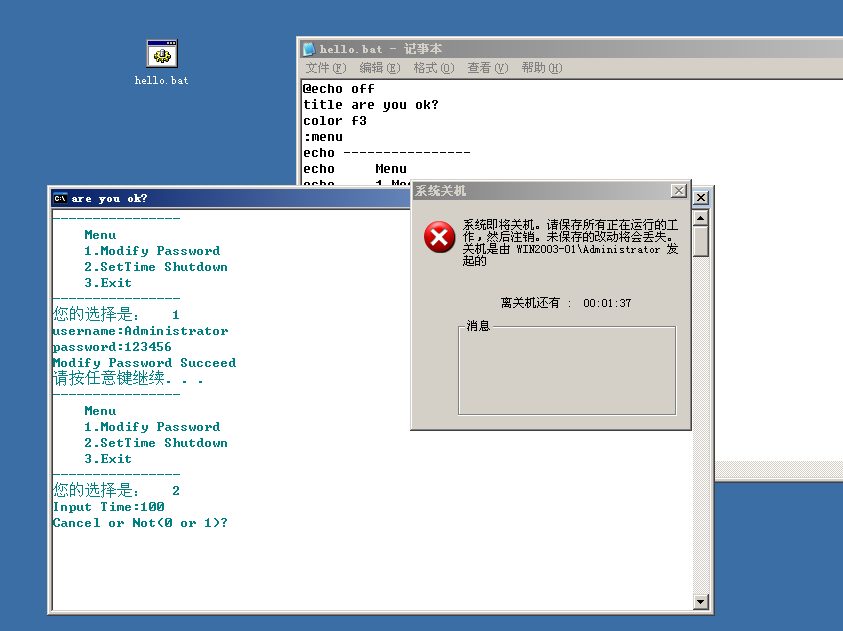 hello.bat
hello.bat - 记事本
文件(F) 编辑(E) 格式(O) 查看(V) 帮助(H)
@echo off
title are you ok?
color f3
:menu
echo ----------------
echo     Menu
are you ok?
----------------
Menu
1.Modify Password
2.SetTime Shutdown
3.Exit
----------------
您的选择是:   1
username:Administrator
password:123456
Modify Password Succeed
请按任意键继续. . .
----------------
Menu
1.Modify Password
2.SetTime Shutdown
3.Exit
----------------
您的选择是:   2
Input Time:100
Cancel or Not(0 or 1)?
系统关机
系统即将关机。请保存所有正在运行的工
作,然后注销。未保存的改动将会丢失。
关机是由 WIN2003-01\Administrator 发
起的
离关机还有 : 00:01:37
消息